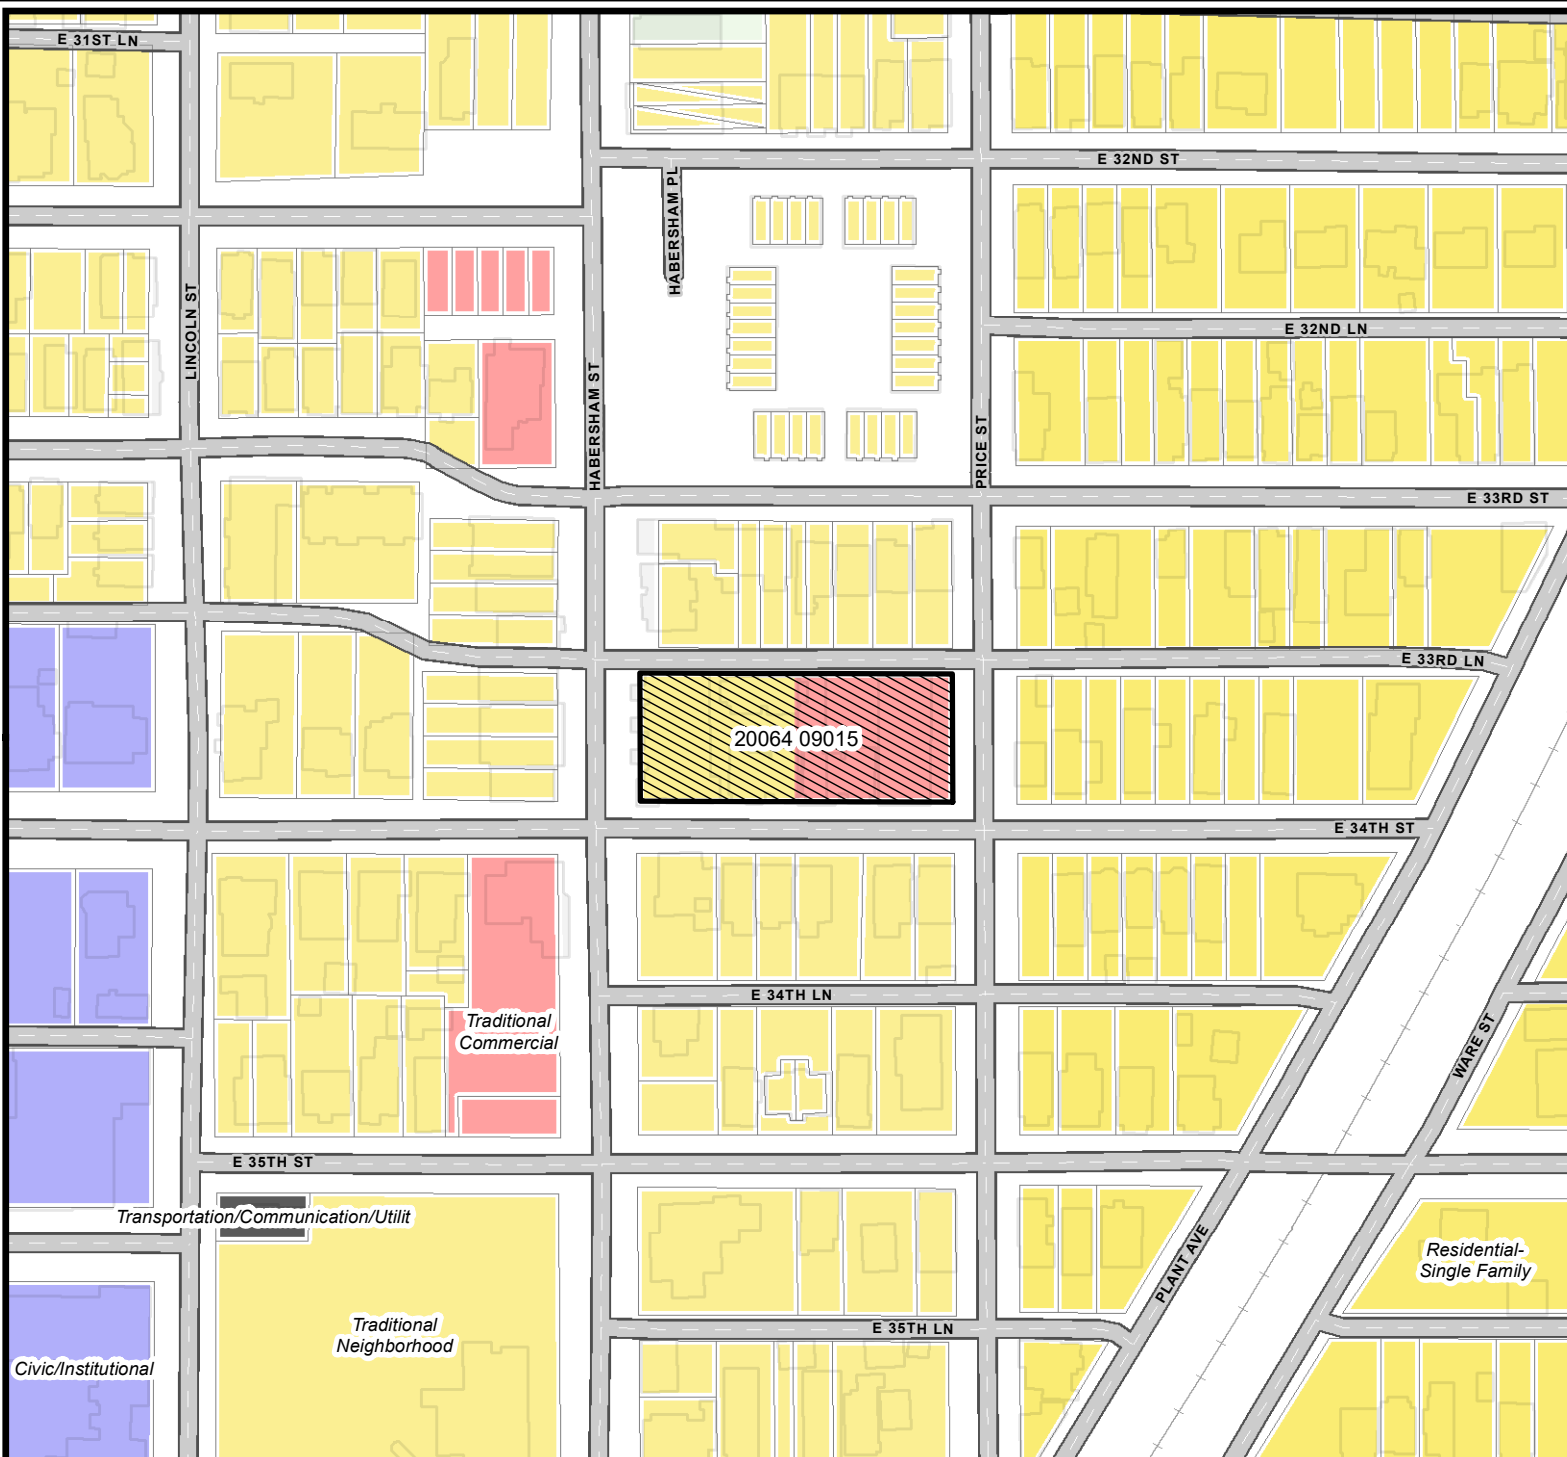 E 31ST LN
E 32ND ST
HABERSHAM PL
LINCOLN ST
E 32ND LN
HABERSHAM ST
PRICE ST
E 33RD ST
E 33RD LN
20064 09015
E 34TH ST
E 34TH LN
Traditional
Commercial
WARE ST
E 35TH ST
Transportation/Communication/Utilit
PLANT AVE
Residential-
Single Family
Traditional
Neighborhood
E 35TH LN
Civic/Institutional